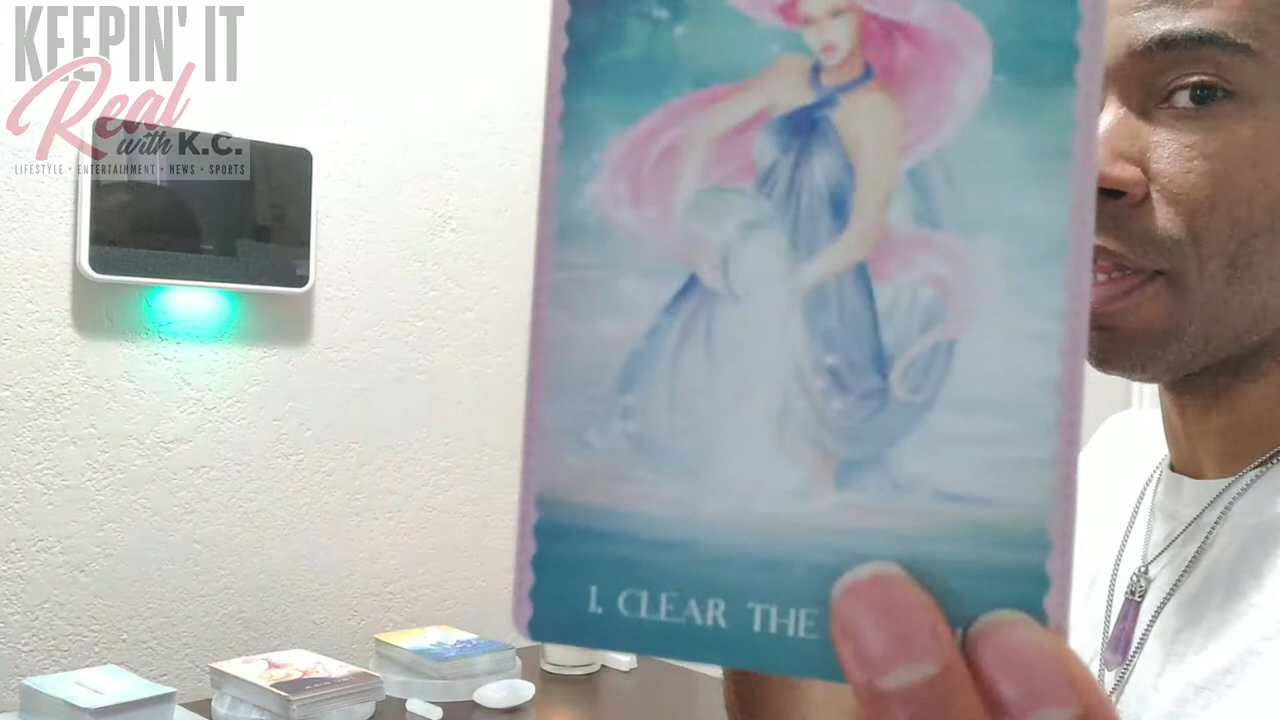 KEEPIN' IT
Real
with K.C.
LIFESTYLE • ENTERTAINMENT • NEWS • SPORTS
1. CLEAR THE